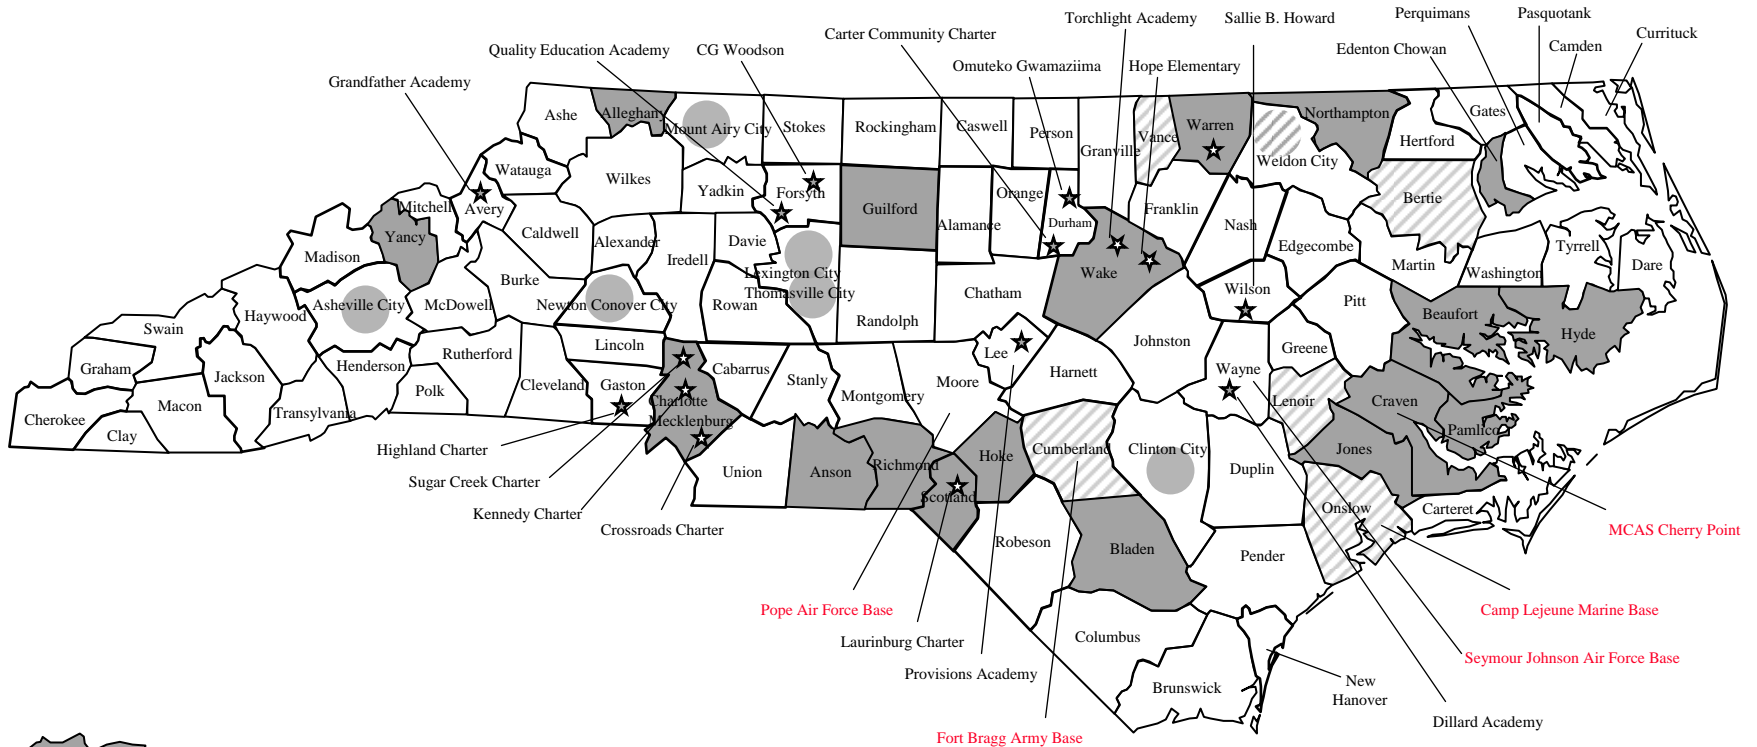 Torchlight Academy
Sallie B. Howard
Perquimans
Pasquotank
Carter Community Charter
Currituck
Quality Education Academy
CG Woodson
Edenton Chowan
Camden
Omuteko Gwamaziima
Hope Elementary
Grandfather Academy
Ashe
Alleghany
Mount Airy City
Stokes
Rockingham
Caswell
Person
Granville
Vance
Warren
Northampton
Weldon City
Hertford
Gates
Watauga
Wilkes
Yadkin
Forsyth
Guilford
Alamance
Orange
Durham
Franklin
Nash
Edgecombe
Bertie
Mitchell
Avery
Yancy
Madison
Caldwell
Alexander
Davie
Iredell
Lexington City
Thomasville City
Chatham
Wake
Wilson
Pitt
Martin
Washington
Tyrrell
Dare
Burke
McDowell
Asheville City
Newton Conover City
Rowan
Randolph
Johnston
Beaufort
Hyde
Haywood
Swain
Graham
Jackson
Henderson
Rutherford
Lincoln
Cabarrus
Stanly
Montgomery
Moore
Lee
Harnett
Wayne
Greene
Cherokee
Clay
Macon
Transylvania
Polk
Cleveland
Gaston
Charlotte
Mecklenburg
Lenoir
Craven
Pamlico
Jones
Highland Charter
Sugar Creek Charter
Kennedy Charter
Crossroads Charter
Union
Anson
Richmond
Scotland
Hoke
Cumberland
Clinton City
Duplin
Onslow
Carteret
MCAS Cherry Point
Robeson
Bladen
Pender
Pope Air Force Base
Laurinburg Charter
Provisions Academy
Columbus
Camp Lejeune Marine Base
Seymour Johnson Air Force Base
Brunswick
New
Hanover
Dillard Academy
Fort Bragg Army Base